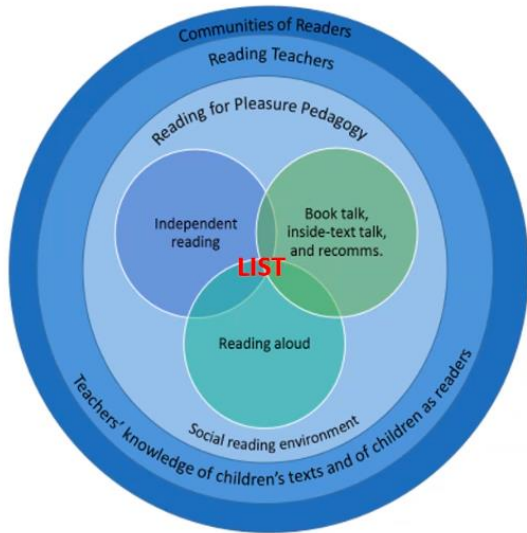 Communities of Readers
Reading Teachers
Reading for Pleasure Pedagogy
Independent
reading
Book talk,
inside-text talk,
and recomms.
LIST
Reading aloud
Social reading environment
Teachers’ knowledge of children’s texts and of children as readers